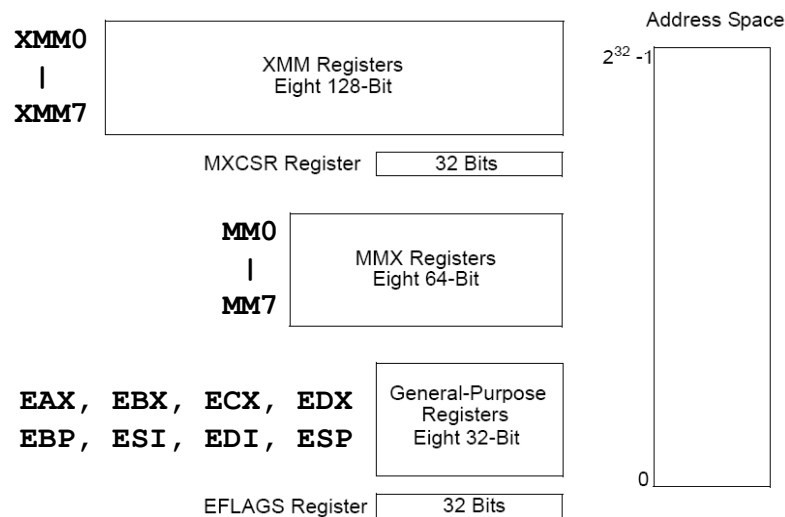 Address Space
XMM0
|
XMM7
XMM Registers
Eight 128-Bit
2³² -1
MXCSR Register
32 Bits
MM0
|
MM7
MMX Registers
Eight 64-Bit
EAX, EBX, ECX, EDX
EBP, ESI, EDI, ESP
General-Purpose
Registers
Eight 32-Bit
0
EFLAGS Register
32 Bits